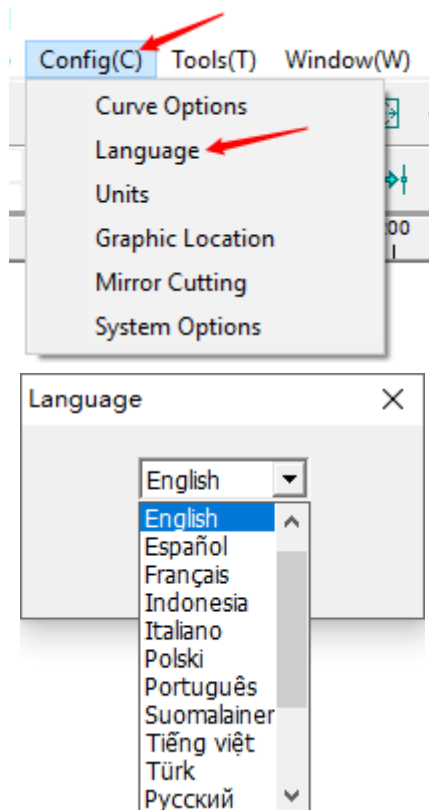 Config(C) Tools(T) Window(W)
Curve Options
Language
Units
00
Graphic Location
Mirror Cutting
System Options
Language
English
English
Español
Français
Indonesia
Italiano
Polski
Português
Suomalainer
Tiếng việt
Türk
Русский